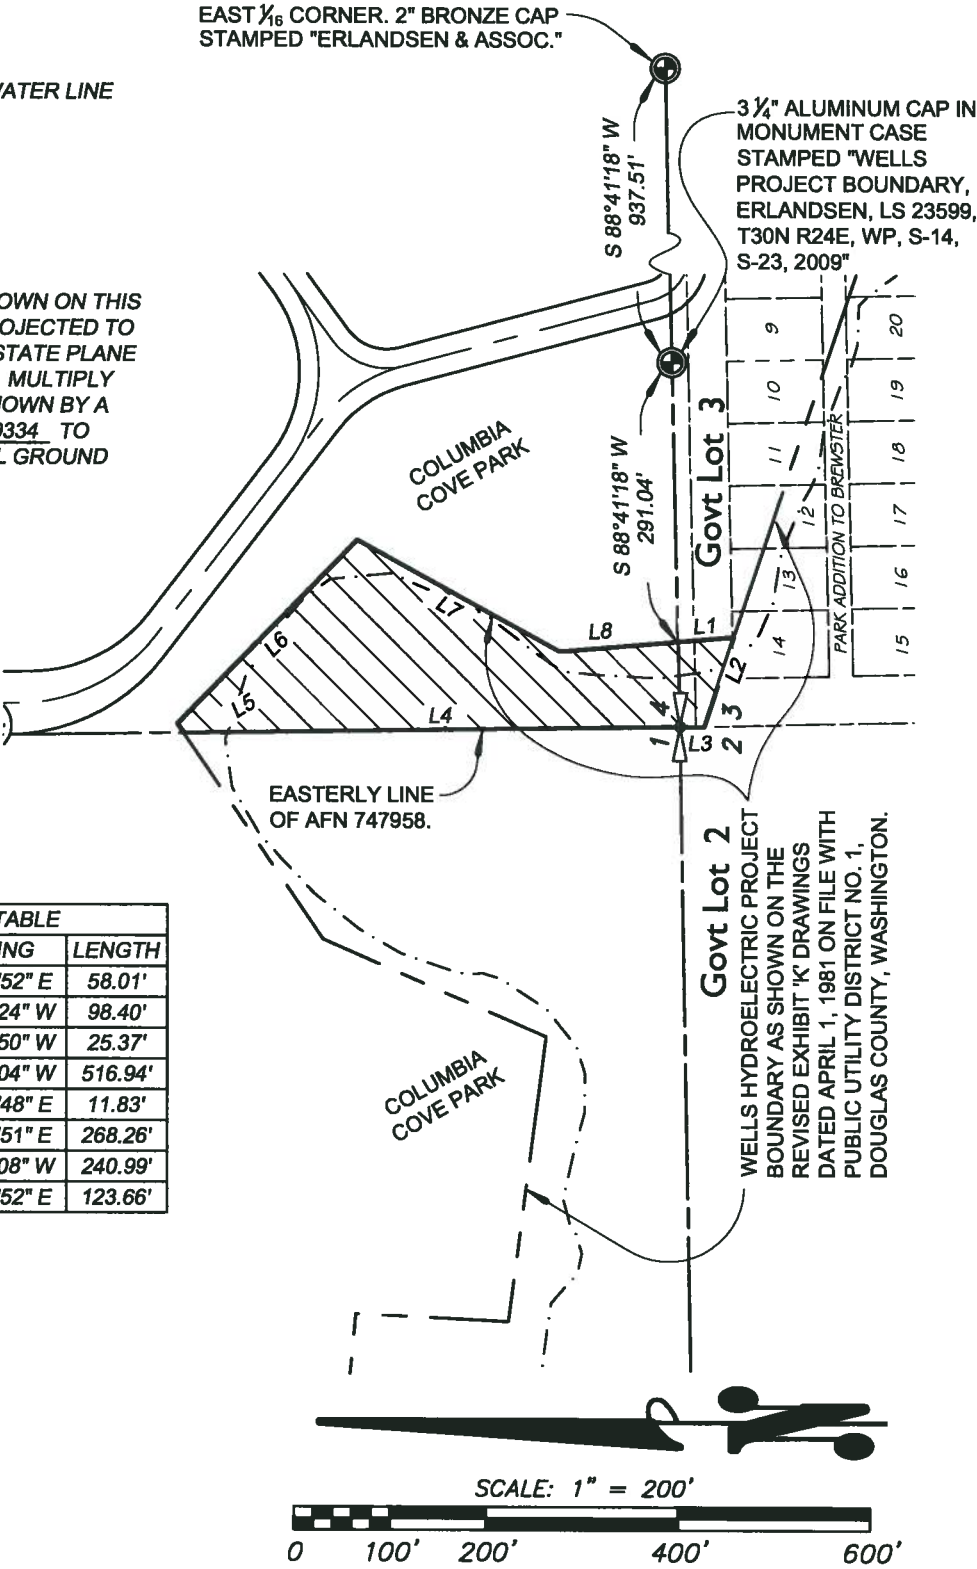 EAST 1/16 CORNER. 2" BRONZE CAP
STAMPED "ERLANDSEN & ASSOC."
WATER LINE
S 88°41'18" W
937.51'
3 1/4" ALUMINUM CAP IN
MONUMENT CASE
STAMPED "WELLS
PROJECT BOUNDARY,
ERLANDSEN, LS 23599,
T30N R24E, WP, S-14,
S-23, 2009"
OWN ON THIS
OJECTED TO
STATE PLANE
MULTIPLY
OWN BY A
9334 TO
L GROUND
COLUMBIA
COVE PARK
S 88°41'18" W
291.04'
Govt Lot 3
9
10
11
12
13
14
PARK ADDITION TO BREWSTER
20
19
18
17
16
15
L7
L8
L1
L6
L2
L5
L4
L3
4
3
1
2
EASTERLY LINE
OF AFN 747958.
Govt Lot 2
WELLS HYDROELECTRIC PROJECT
BOUNDARY AS SHOWN ON THE
REVISED EXHIBIT 'K' DRAWINGS
DATED APRIL 1, 1981 ON FILE WITH
PUBLIC UTILITY DISTRICT NO. 1,
DOUGLAS COUNTY, WASHINGTON.
TABLE
NG LENGTH
52" E 58.01'
24" W 98.40'
50" W 25.37'
04" W 516.94'
48" E 11.83'
51" E 268.26'
08" W 240.99'
52" E 123.66'
COLUMBIA
COVE PARK
SCALE: 1" = 200'
0 100' 200' 400' 600'